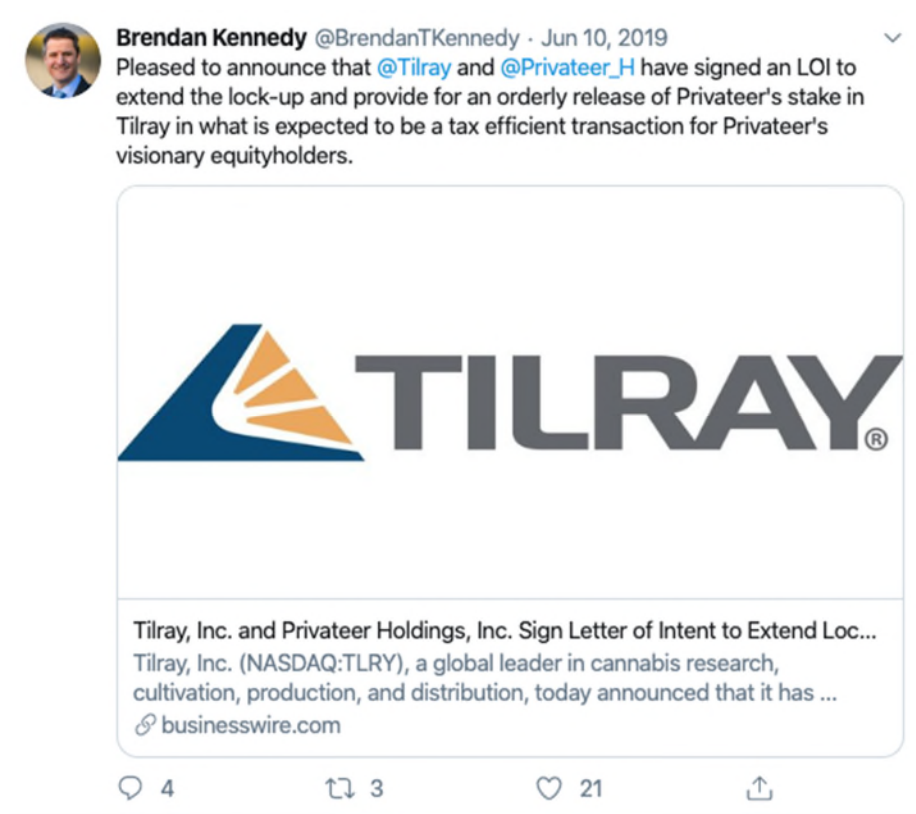 Brendan Kennedy @BrendanTKennedy · Jun 10, 2019
Pleased to announce that @Tilray and @Privateer_H have signed an LOI to
extend the lock-up and provide for an orderly release of Privateer's stake in
Tilray in what is expected to be a tax efficient transaction for Privateer's
visionary equityholders.
TILRAY®
Tilray, Inc. and Privateer Holdings, Inc. Sign Letter of Intent to Extend Loc...
Tilray, Inc. (NASDAQ:TLRY), a global leader in cannabis research,
cultivation, production, and distribution, today announced that it has ...
businesswire.com
4 3 21